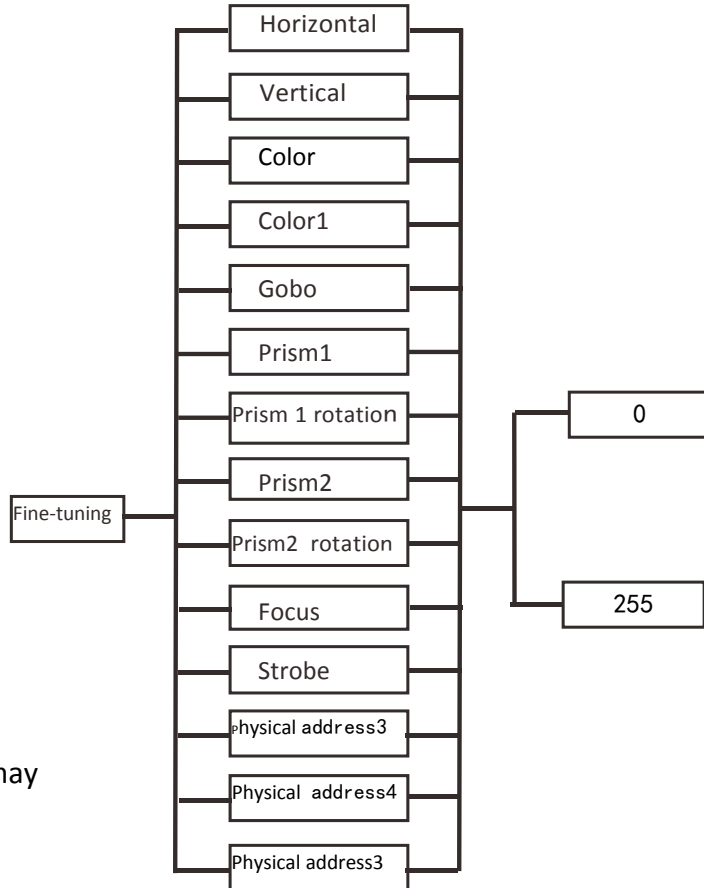 Horizontal
Vertical
Color
Color1
Gobo
Prism1
Prism 1 rotation
0
Prism2
Fine-tuning
Prism2 rotation
255
Focus
Strobe
Physical address3
nay
Physical address4
Physical address3